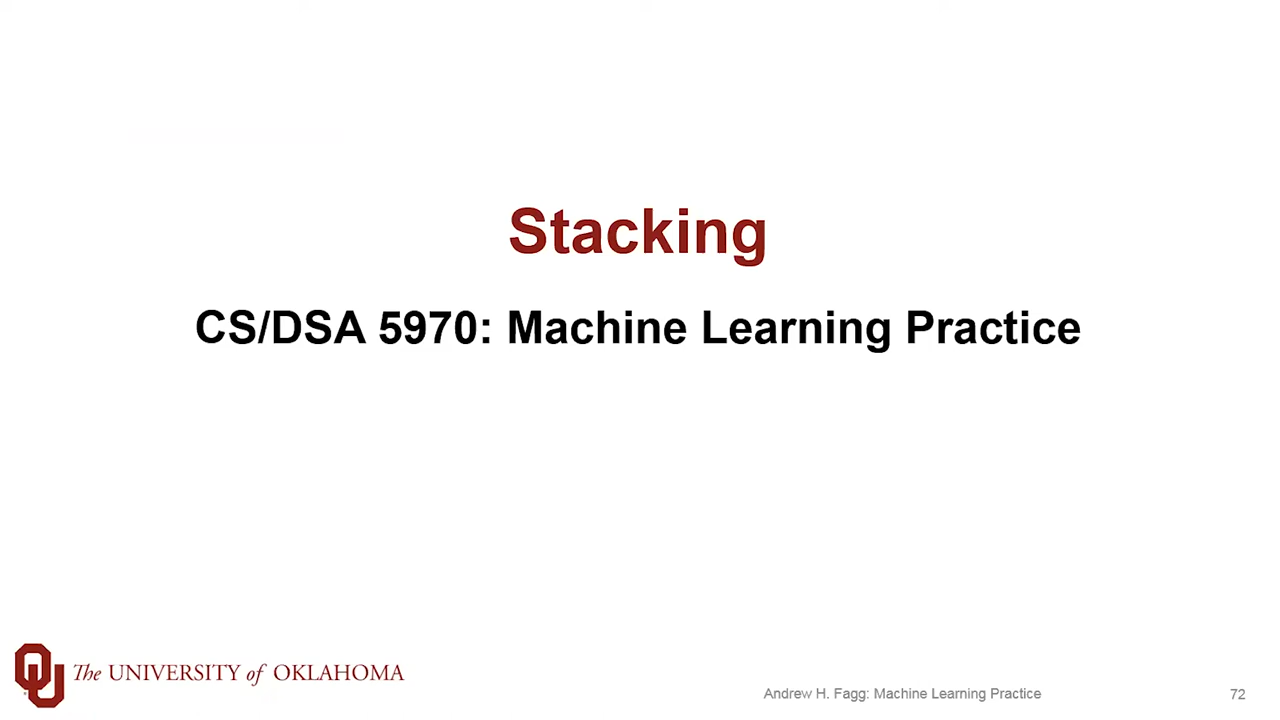 Stacking
CS/DSA 5970: Machine Learning Practice
The UNIVERSITY of OKLAHOMA
Andrew H. Fagg: Machine Learning Practice
72